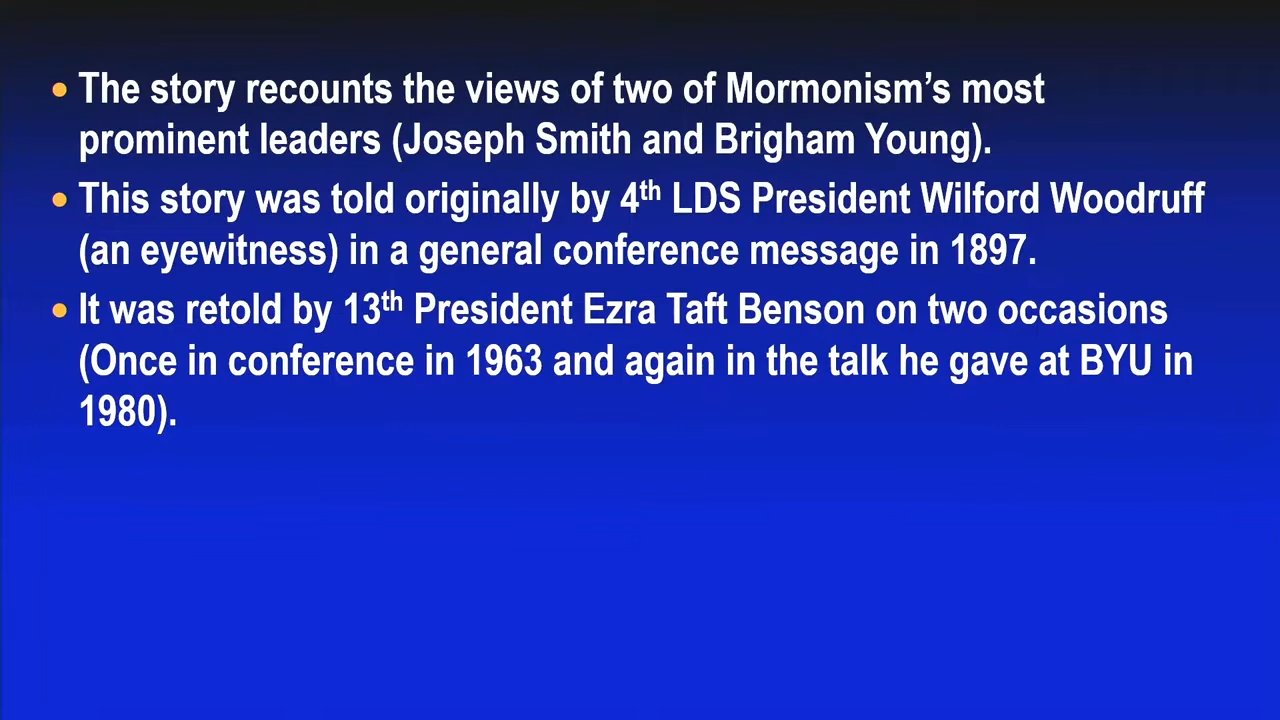 • The story recounts the views of two of Mormonism’s most
prominent leaders (Joseph Smith and Brigham Young).
• This story was told originally by 4th LDS President Wilford Woodruff
(an eyewitness) in a general conference message in 1897.
• It was retold by 13th President Ezra Taft Benson on two occasions
(Once in conference in 1963 and again in the talk he gave at BYU in
1980).